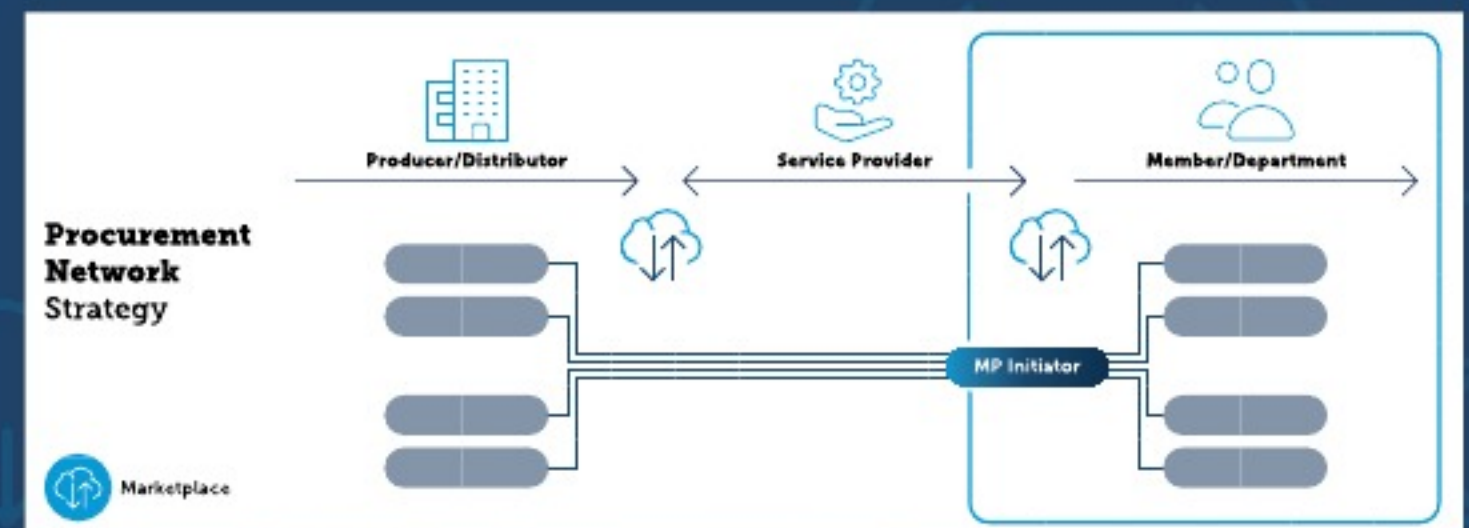 Producer/Distributor
Service Provider
Member/Department
Procurement
Network
Strategy
MP Initiator
Marketplace